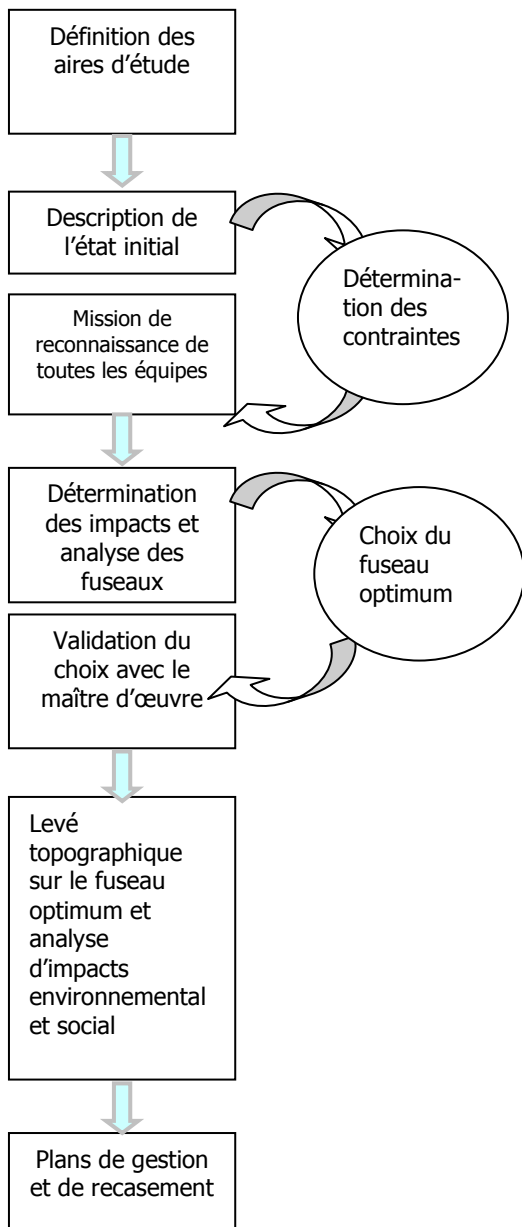 Définition des
aires d'étude
Description de
l'état initial
Détermina-
tion des
contraintes
Mission de
reconnaissance de
toutes les équipes
Détermination
des impacts et
analyse des
fuseaux
Choix du
fuseau
optimum
Validation du
choix avec le
maître d'œuvre
Levé
topographique
sur le fuseau
optimum et
analyse
d'impacts
environnemental
et social
Plans de gestion
et de recasement